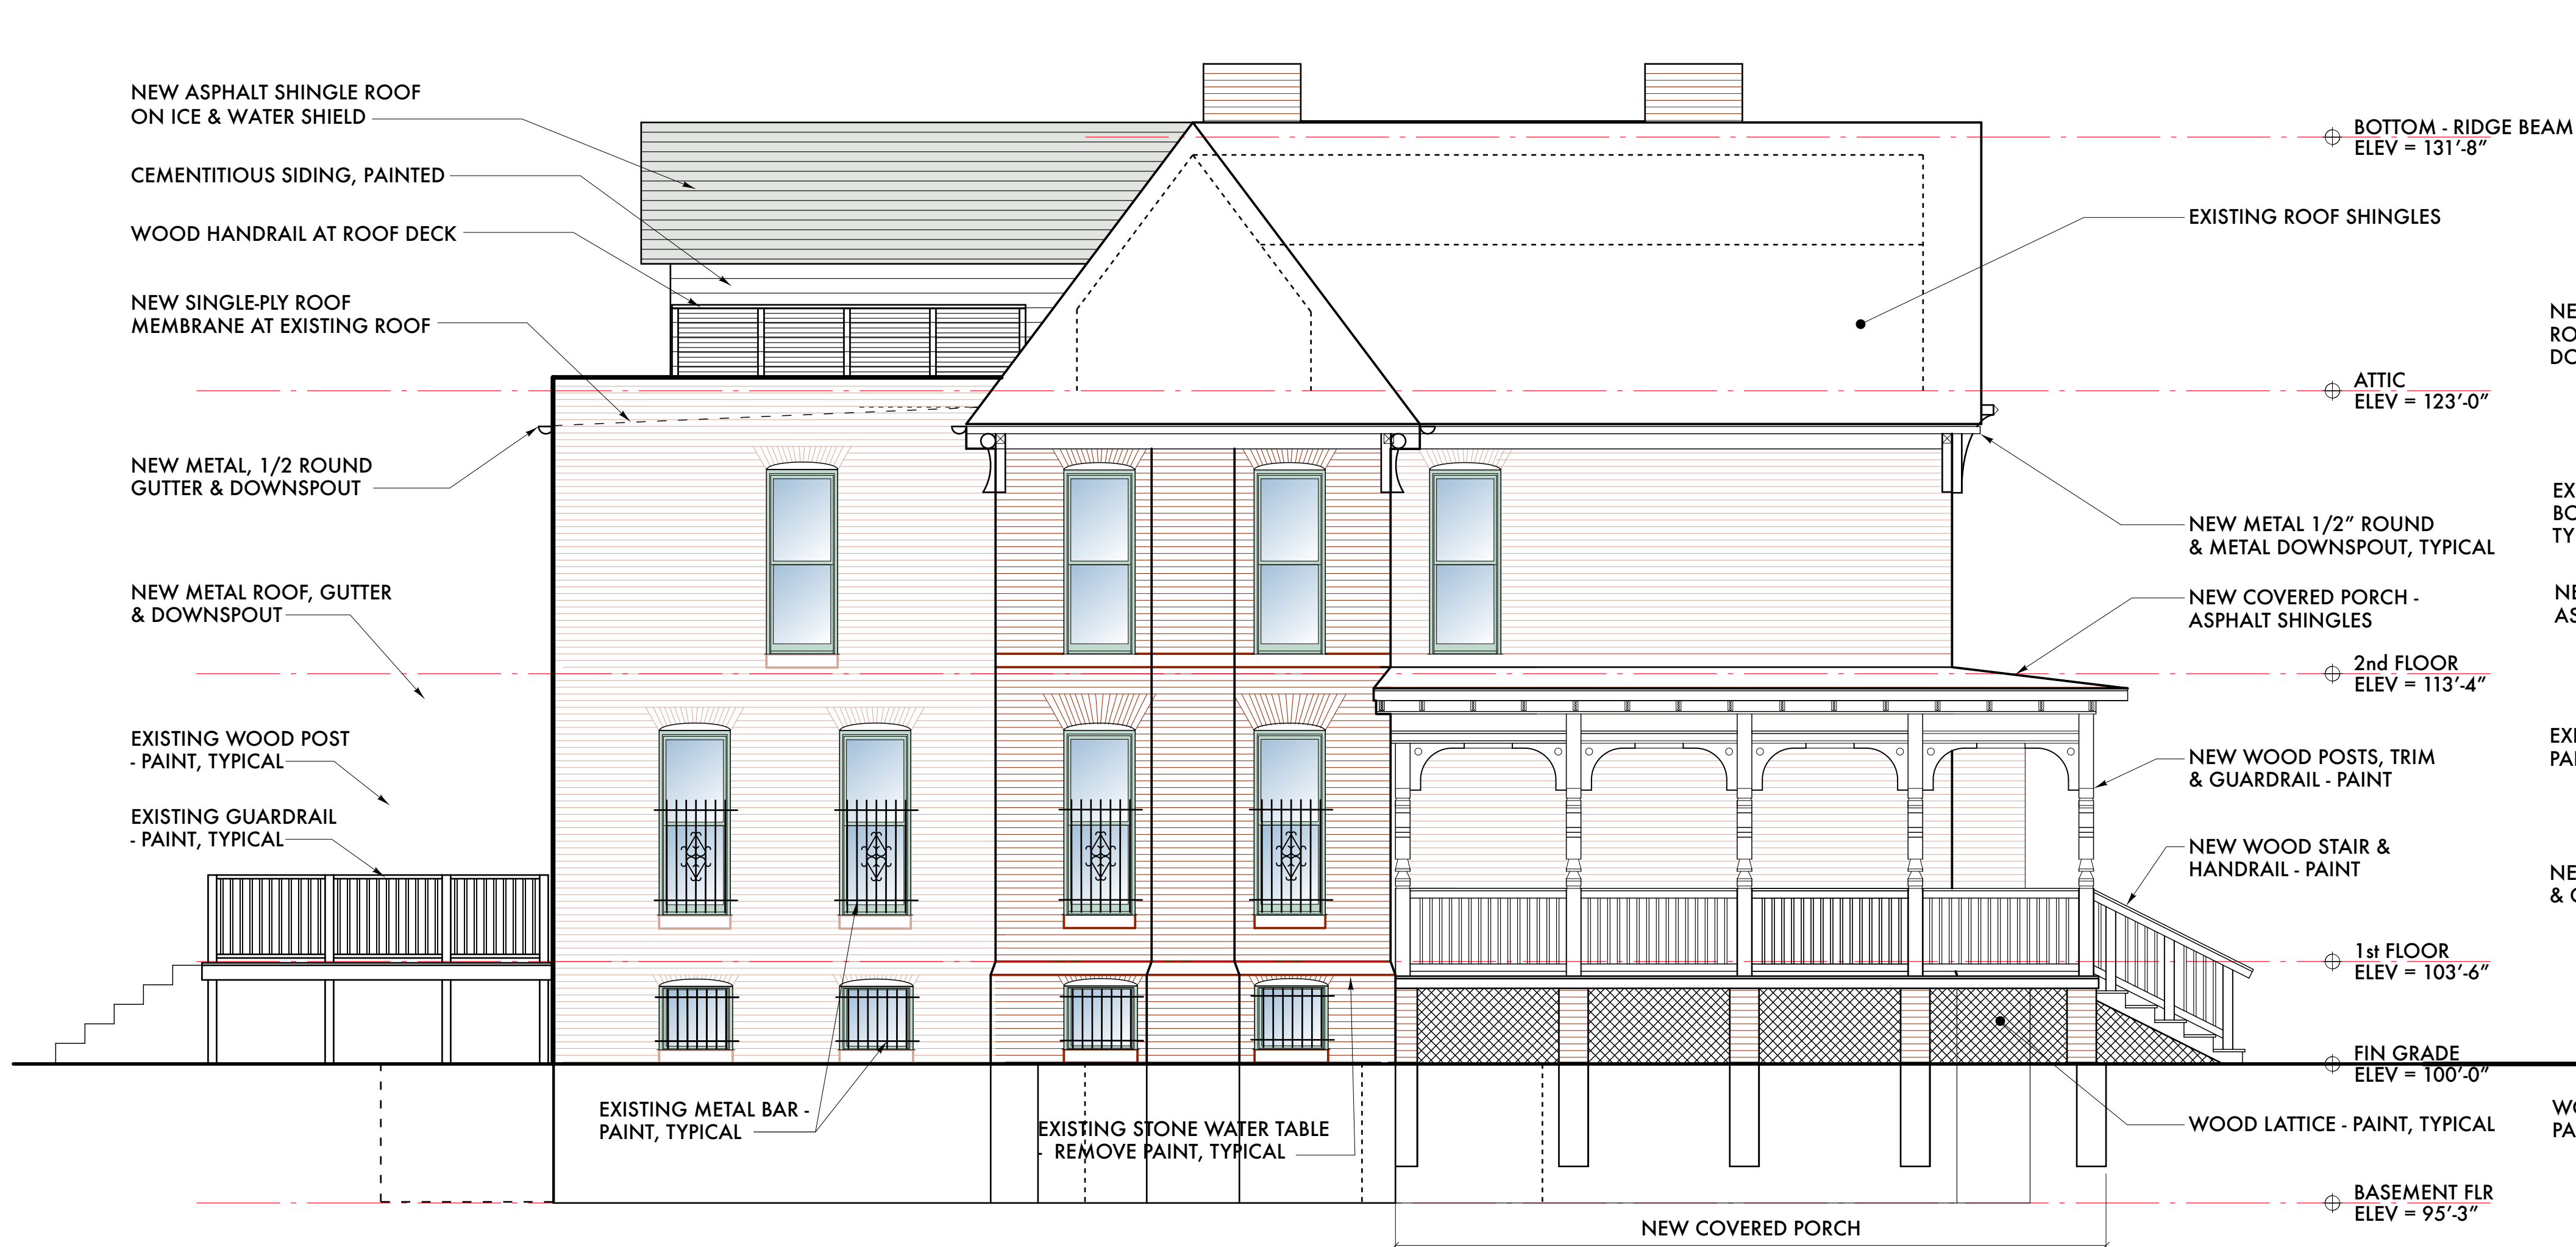 NEW ASPHALT SHINGLE ROOF
ON ICE & WATER SHIELD
CEMENTITIOUS SIDING, PAINTED
WOOD HANDRAIL AT ROOF DECK
NEW SINGLE-PLY ROOF
MEMBRANE AT EXISTING ROOF
NEW METAL, 1/2 ROUND
GUTTER & DOWNSPOUT
NEW METAL ROOF, GUTTER
& DOWNSPOUT
EXISTING WOOD POST
- PAINT, TYPICAL
EXISTING GUARDRAIL
- PAINT, TYPICAL
EXISTING METAL BAR -
PAINT, TYPICAL
EXISTING STONE WATER TABLE
- REMOVE PAINT, TYPICAL
BOTTOM - RIDGE BEAM
ELEV = 131'-8"
EXISTING ROOF SHINGLES
ATTIC
ELEV = 123'-0"
NEW METAL 1/2" ROUND
& METAL DOWNSPOUT, TYPICAL
NEW COVERED PORCH -
ASPHALT SHINGLES
2nd FLOOR
ELEV = 113'-4"
NEW WOOD POSTS, TRIM
& GUARDRAIL - PAINT
NEW WOOD STAIR &
HANDRAIL - PAINT
1st FLOOR
ELEV = 103'-6"
FIN GRADE
ELEV = 100'-0"
WOOD LATTICE - PAINT, TYPICAL
BASEMENT FLR
ELEV = 95'-3"
NEW COVERED PORCH